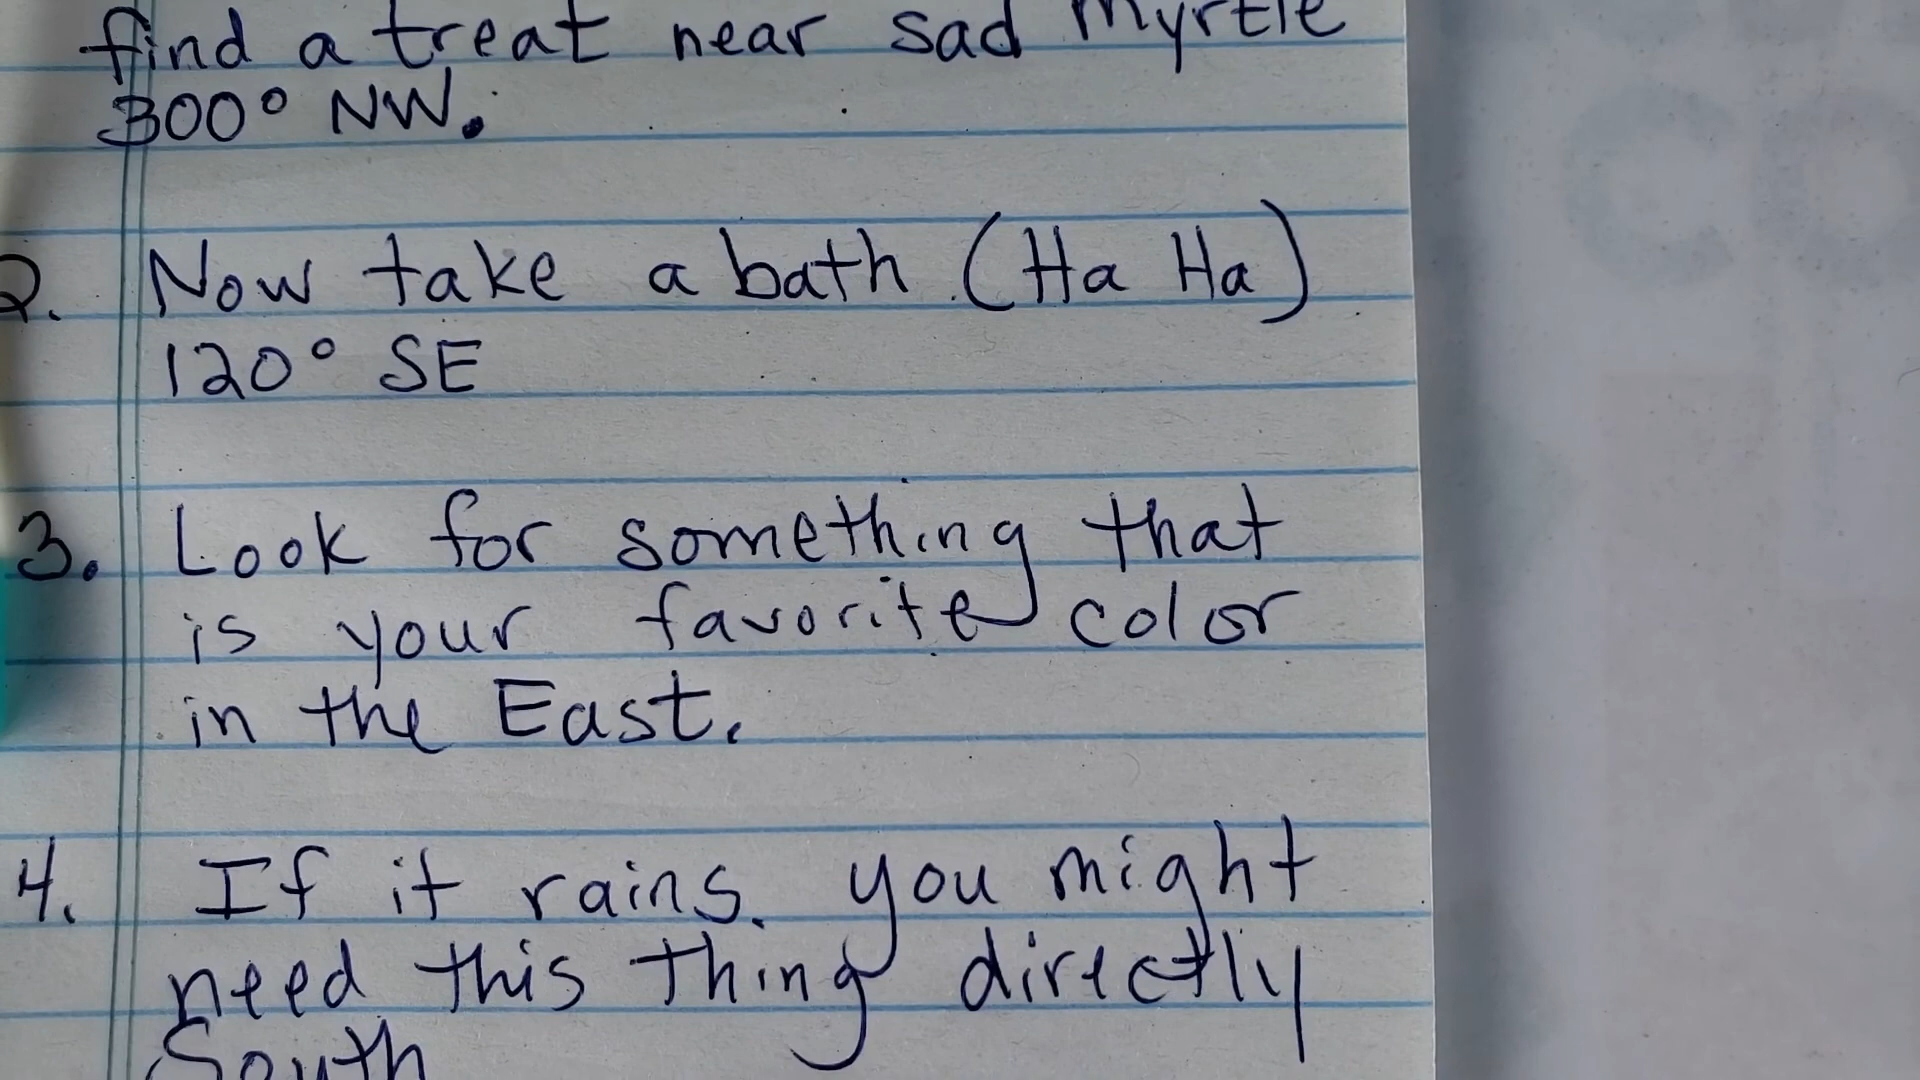 find a treat near sad myrtle
300° NW.
2. Now take a bath (Ha Ha)
120° SE
3. Look for something that
is your favorite color
in the East.
4. If it rains, you might
need this thing directly
South